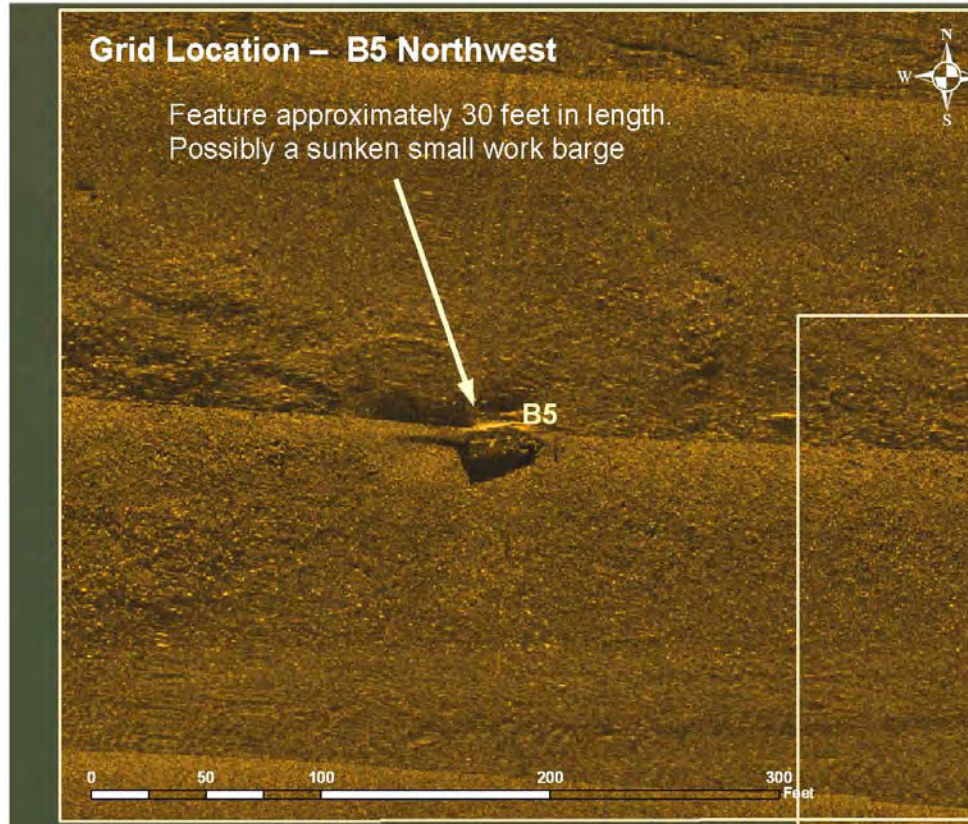 Grid Location – B5 Northwest
N
W
S
Feature approximately 30 feet in length.
Possibly a sunken small work barge
B5
0 50 100 200 300
Feet